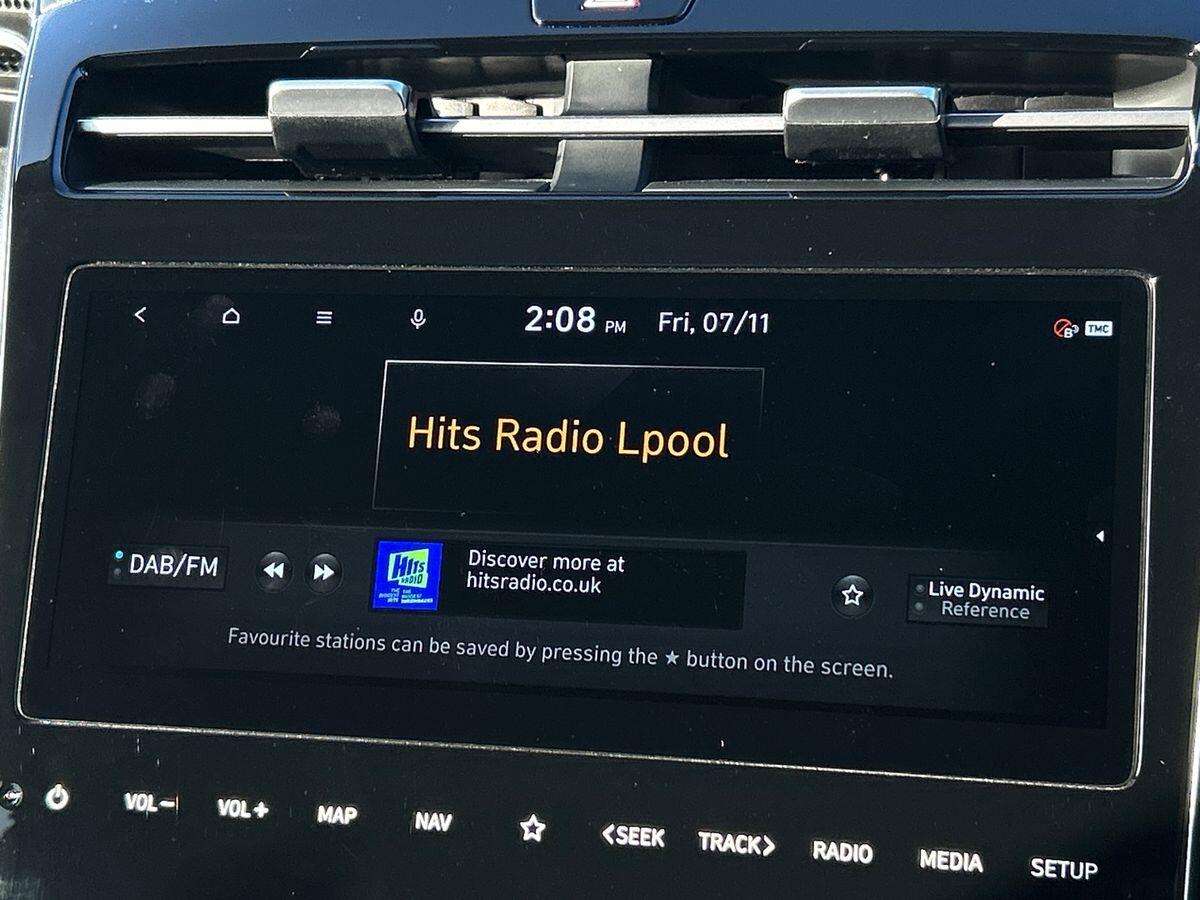 2:08 PM Fri, 07/11
TMC
Hits Radio Lpool
DAB/FM
HITS
RADIO
Discover more at
hitsradio.co.uk
Live Dynamic
Reference
Favourite stations can be saved by pressing the ★ button on the screen.
VOL− VOL+ MAP NAV ☆ <SEEK TRACK> RADIO MEDIA SETUP